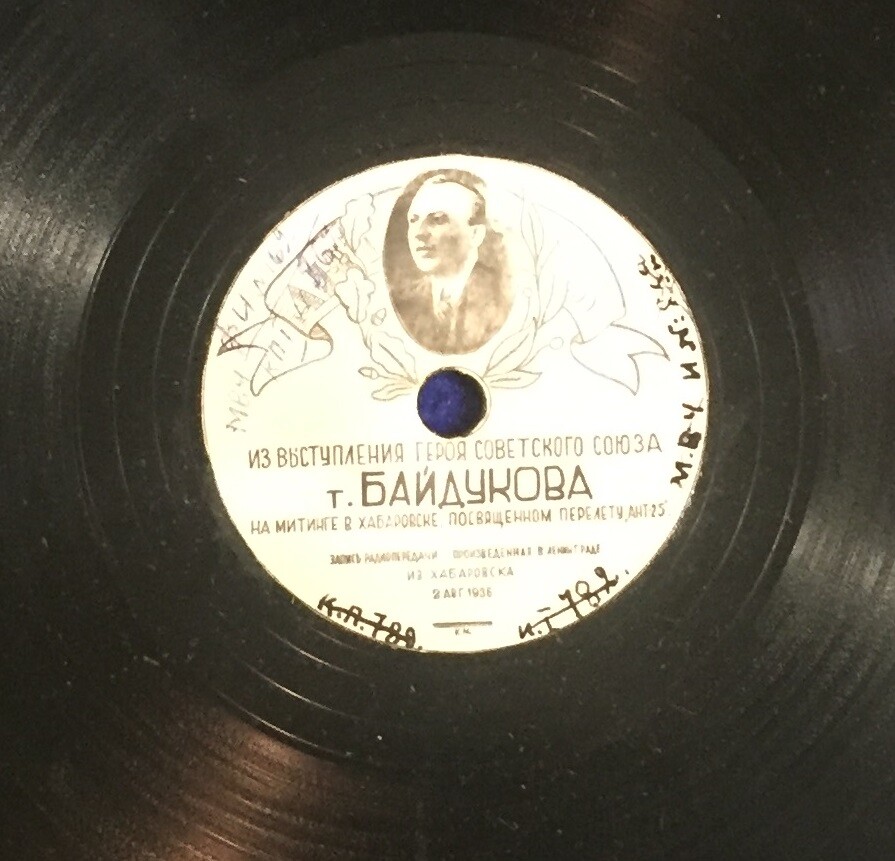 ИЗ ВЫСТУПЛЕНИЯ ГЕРОЯ СОВЕТСКОГО СОЮЗА
т. БАЙДУКОВА
НА МИТИНГЕ В ХАБАРОВСКЕ, ПОСВЯЩЕННОМ ПЕРЕЛЕТУ „АНТ-25"
ЗАПИСЬ РАДИОПЕРЕДАЧИ ПРОИЗВЕДЕННАЯ В ЛЕНИНГРАДЕ
ИЗ ХАБАРОВСКА
2 АВГ 1936
К.П. 789.